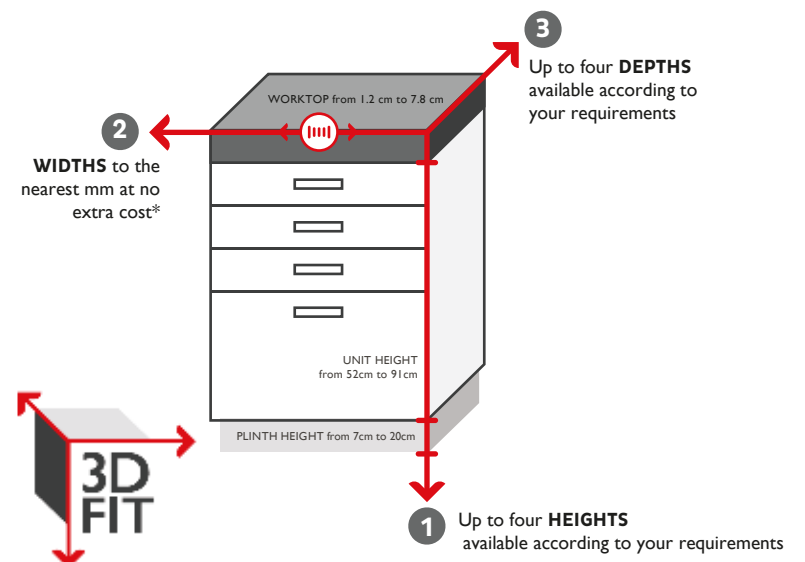 3
Up to four DEPTHS
available according to
your requirements
WORKTOP from 1.2 cm to 7.8 cm
2
WIDTHS to the
nearest mm at no
extra cost*
UNIT HEIGHT
from 52cm to 91cm
PLINTH HEIGHT from 7cm to 20cm
3D
FIT
1
Up to four HEIGHTS
available according to your requirements